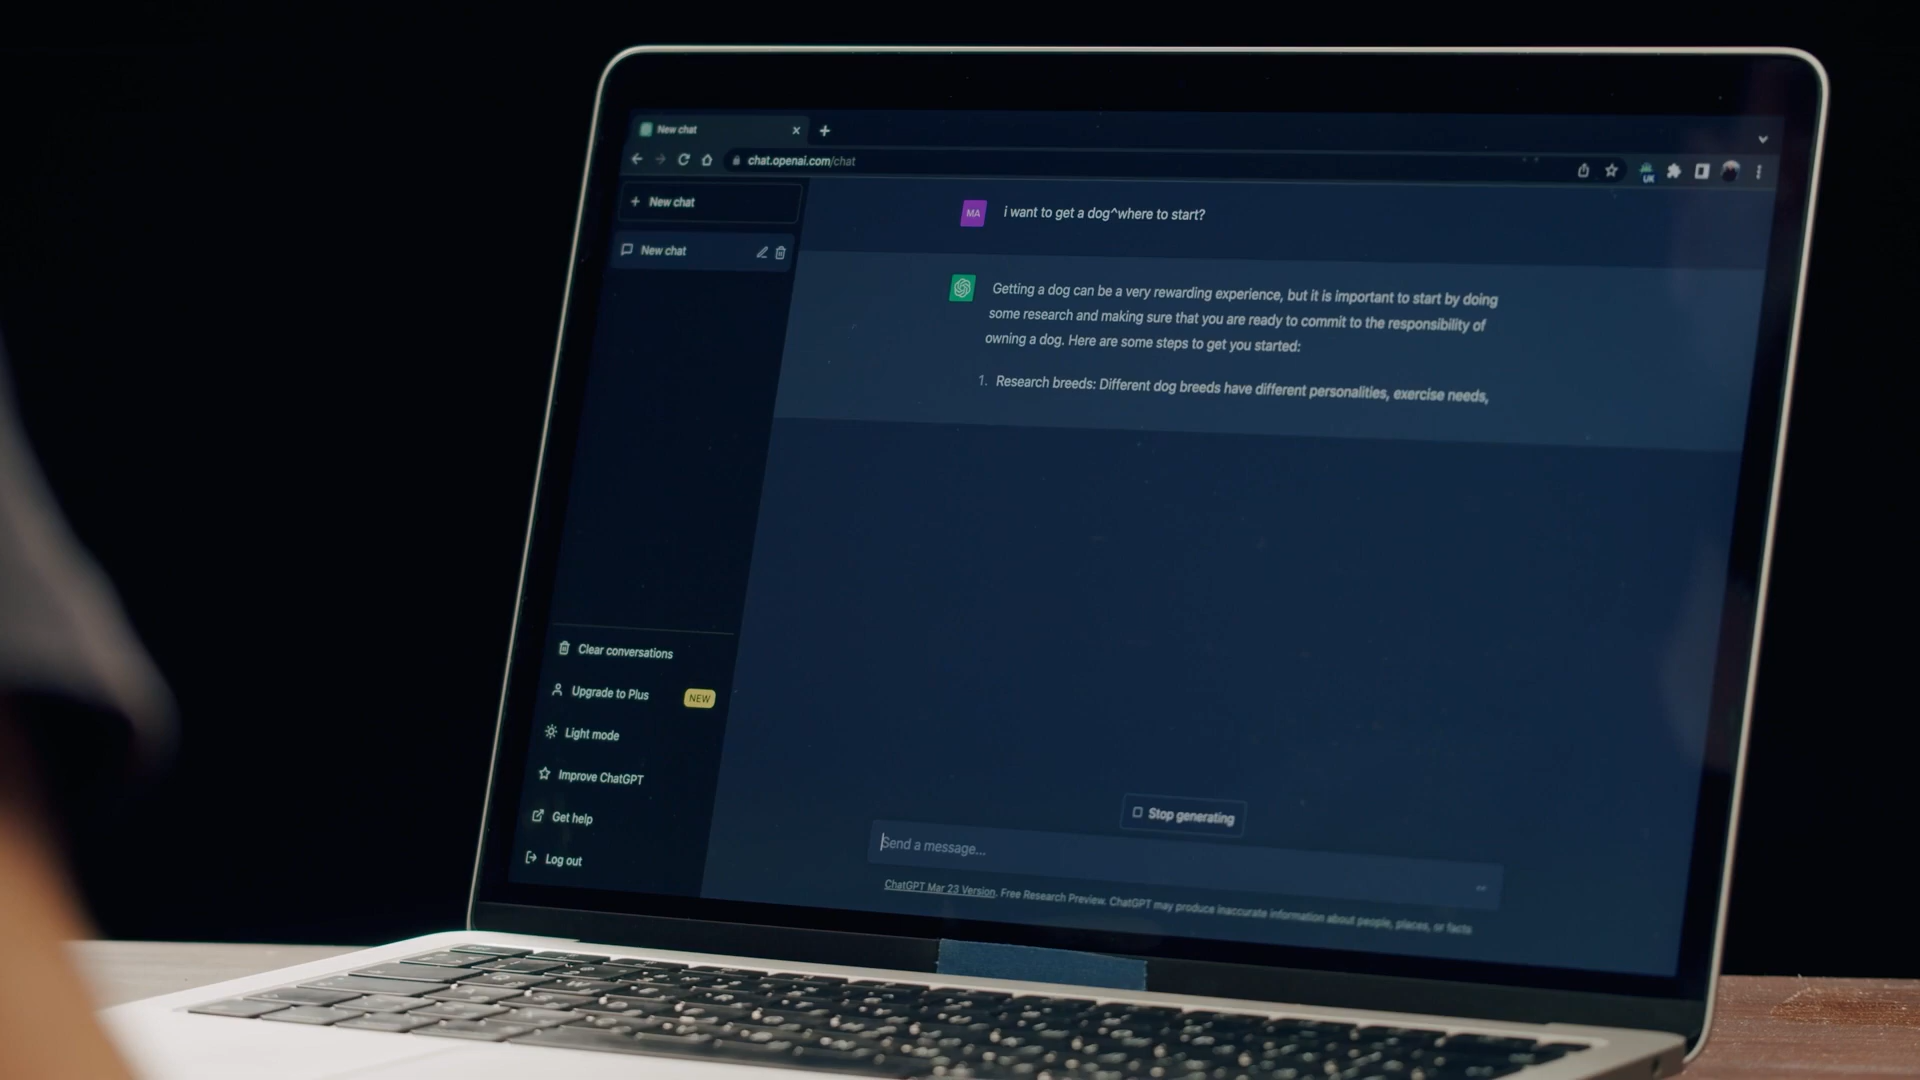 New chat
chat.openai.com/chat
UK
New chat
New chat
MA
i want to get a dog^where to start?
Getting a dog can be a very rewarding experience, but it is important to start by doing
some research and making sure that you are ready to commit to the responsibility of
owning a dog. Here are some steps to get you started:
1. Research breeds: Different dog breeds have different personalities, exercise needs,
Clear conversations
Upgrade to Plus NEW
Light mode
Improve ChatGPT
Get help
Log out
Stop generating
Send a message...
ChatGPT Mar 23 Version. Free Research Preview. ChatGPT may produce inaccurate information about people, places, or facts